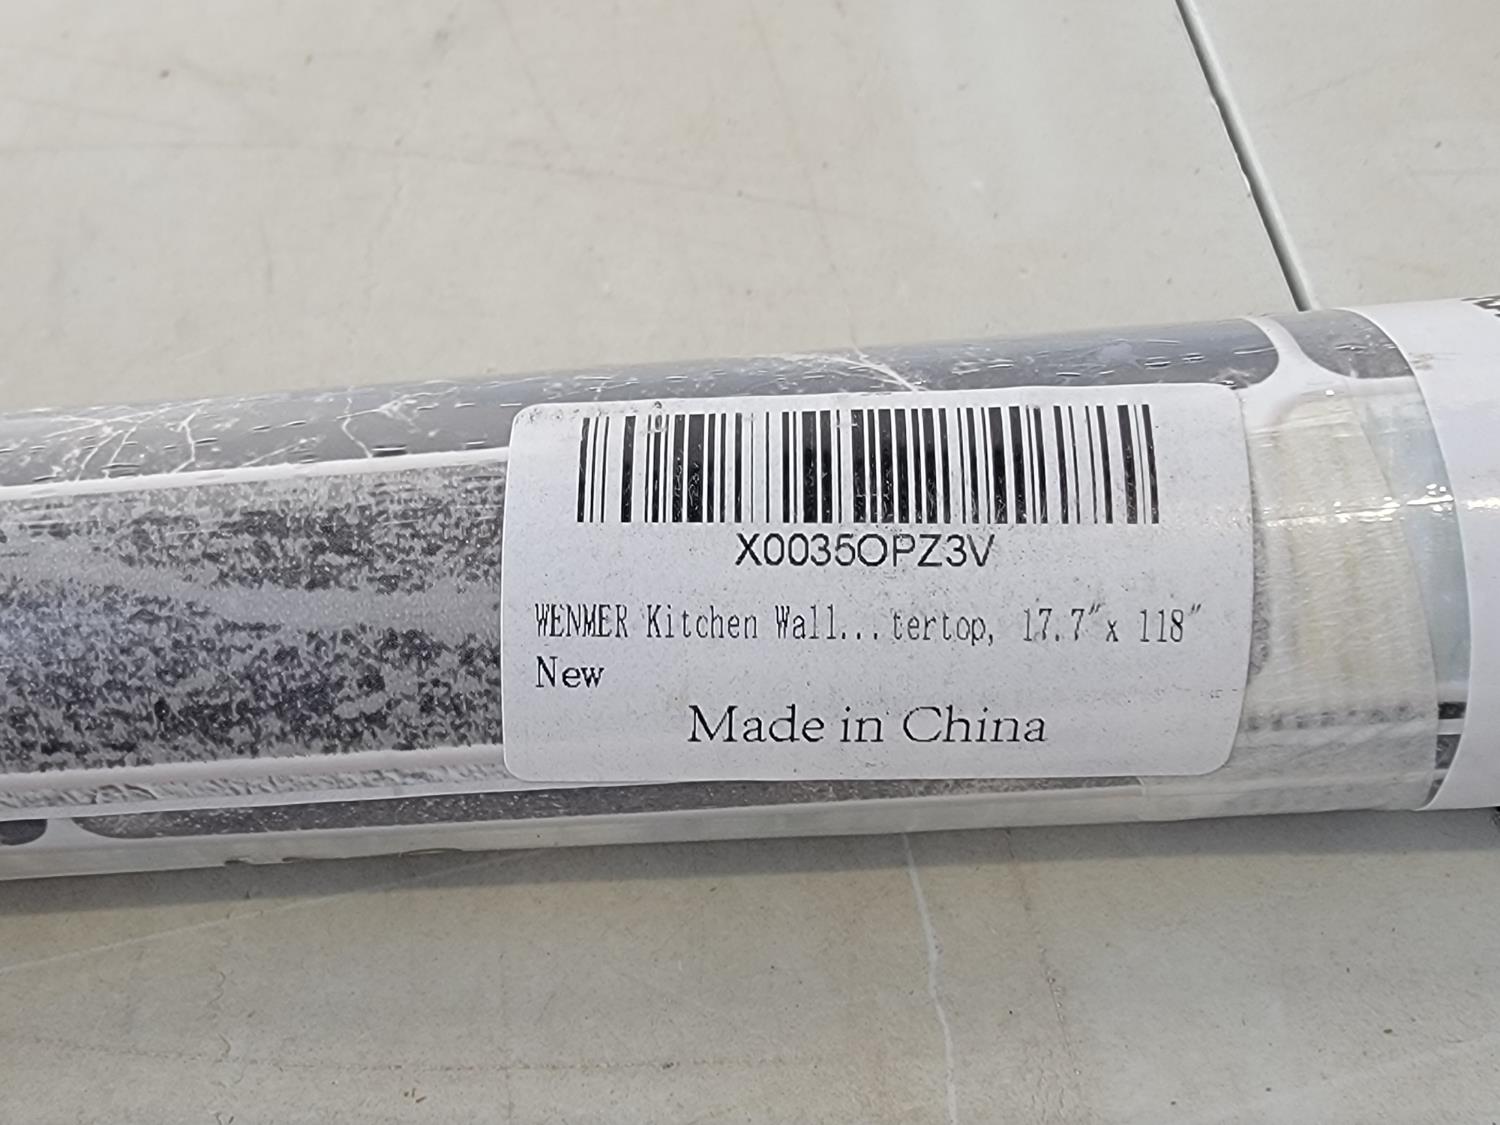 X0035OPZ3V
WENMER Kitchen Wall...tertop, 17.7"x 118"
New
Made in China